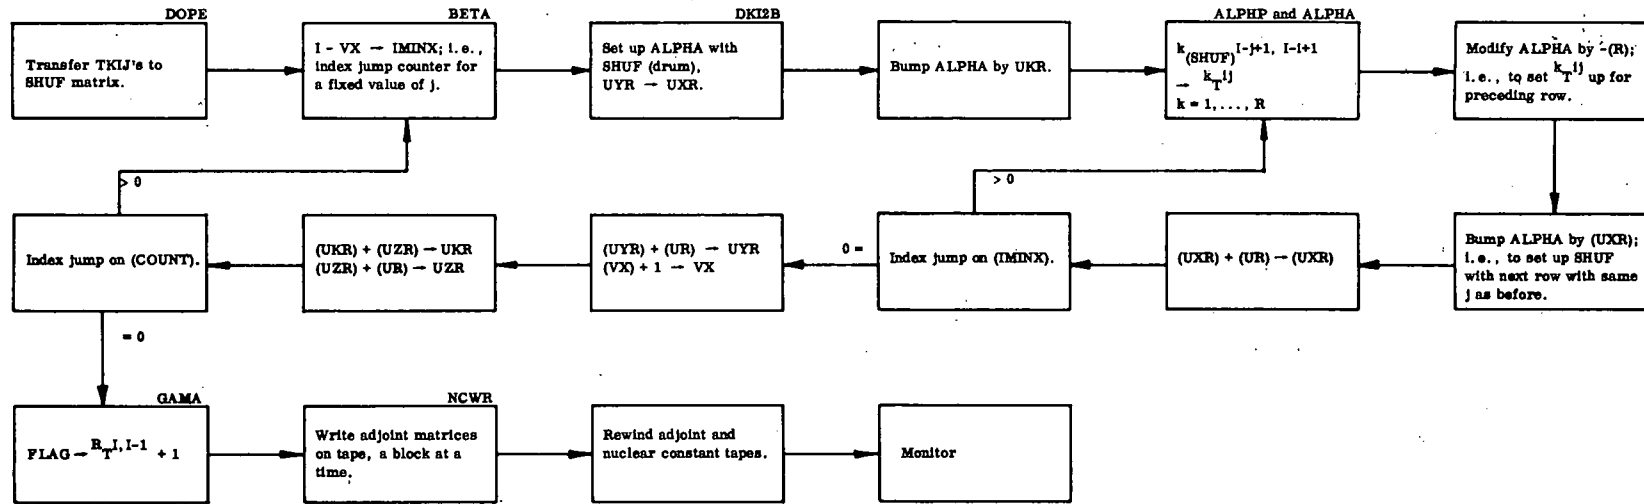 DOPE
Transfer TKIJ's to
SHUF matrix.
BETA
I - VX → IMINX; i.e.,
index jump counter for
a fixed value of j.
DKI2B
Set up ALPHA with
SHUF (drum),
UYR → UXR.
Bump ALPHA by UKR.
ALPHP and ALPHA
k(SHUF)I-j+1, I-i+1
→ kTij
k = 1, . . . , R
Modify ALPHA by -(R);
i.e., to set kTij up for
preceding row.
> 0
> 0
Index jump on (COUNT).
(UKR) + (UZR) → UKR
(UZR) + (UR) → UZR
(UYR) + (UR) → UYR
(VX) + 1 → VX
0 =
Index jump on (IMINX).
(UXR) + (UR) → (UXR)
Bump ALPHA by (UXR);
i.e., to set up SHUF
with next row with same
j as before.
= 0
GAMA
FLAG → RTI, I-1 + 1
NCWR
Write adjoint matrices
on tape, a block at a
time.
Rewind adjoint and
nuclear constant tapes.
Monitor